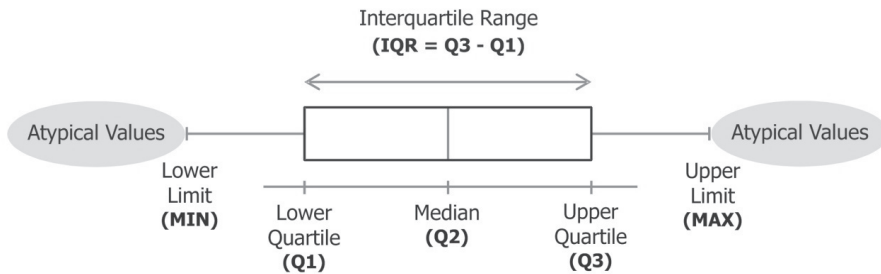 Interquartile Range
(IQR = Q3 - Q1)
Atypical Values
Atypical Values
Lower
Limit
(MIN)
Upper
Limit
(MAX)
Lower
Quartile
(Q1)
Median
(Q2)
Upper
Quartile
(Q3)